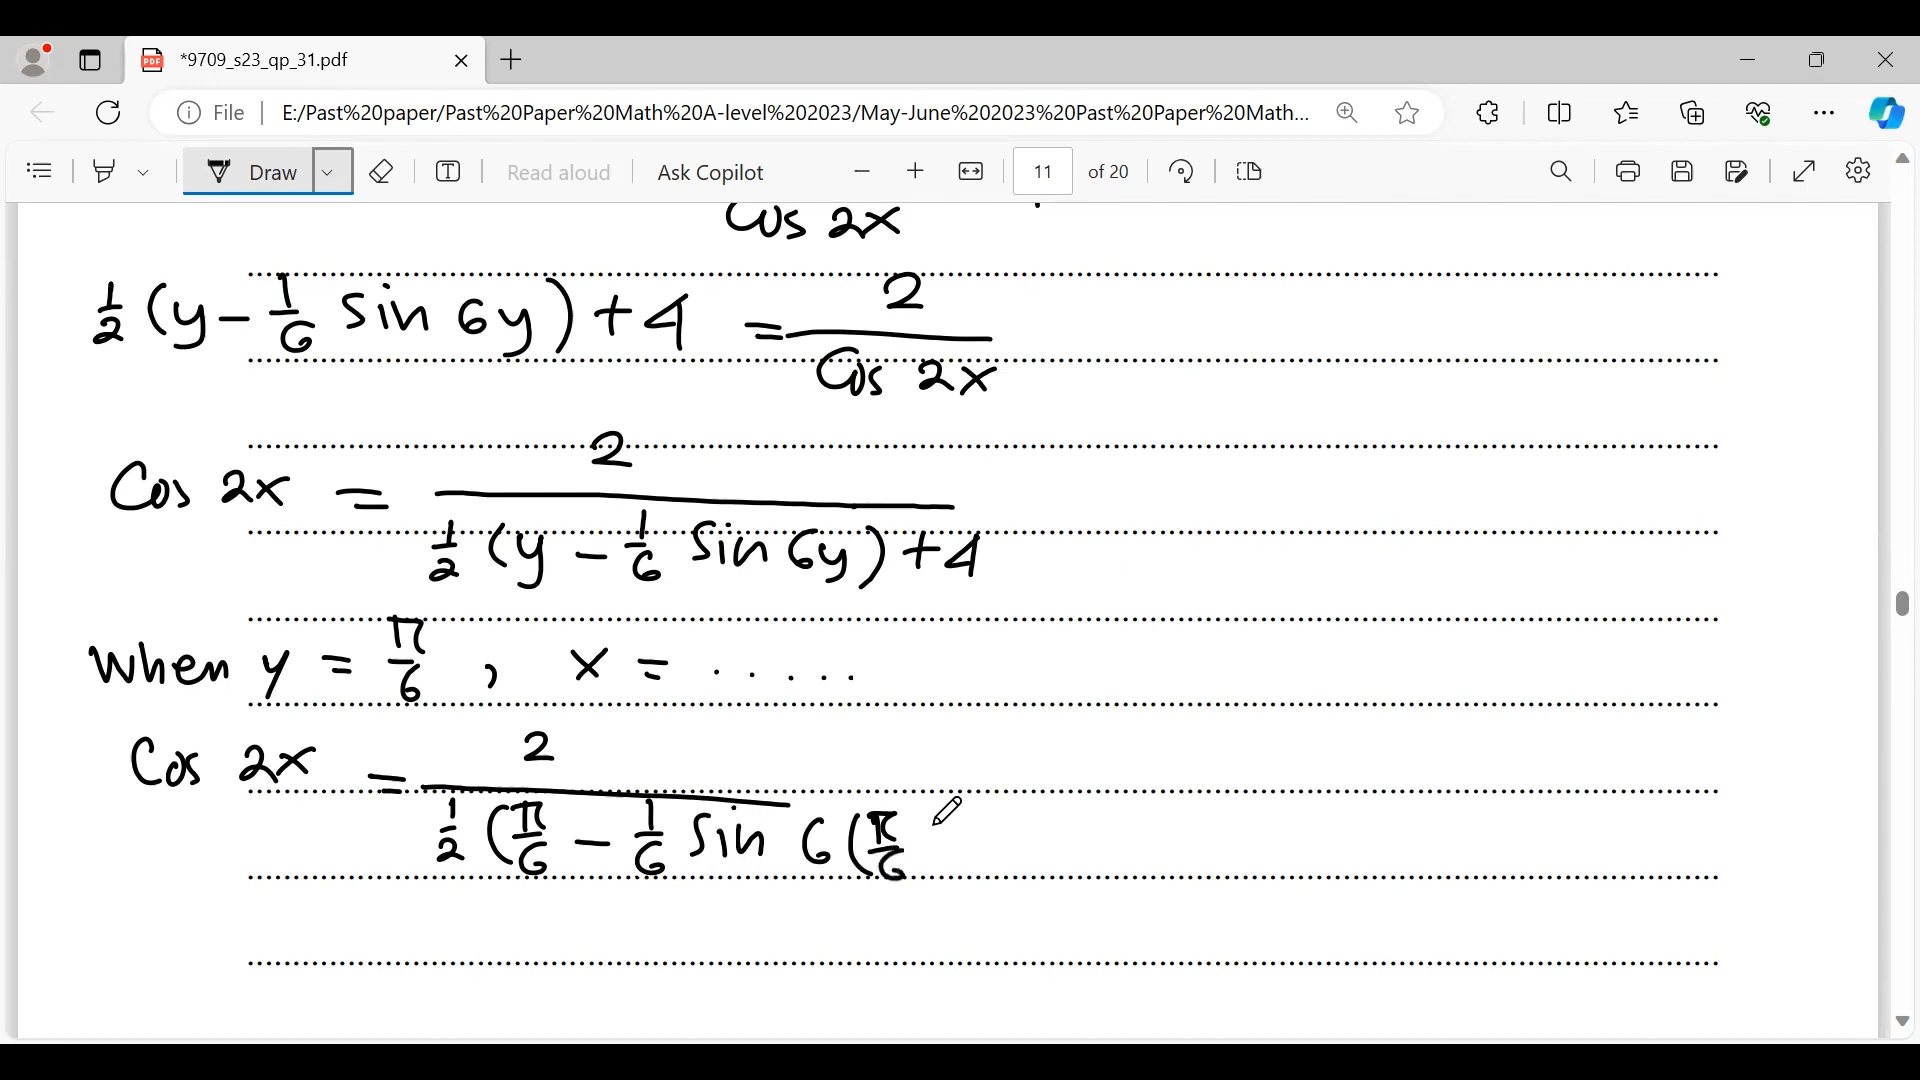 *9709_s23_qp_31.pdf
File E:/Past%20paper/Past%20Paper%20Math%20A-level%202023/May-June%202023%20Past%20Paper%20Math...
Draw Read aloud Ask Copilot 11 of 20
Cos 2x
1/2 (y - 1/6 sin 6y) + 4 = 2 / Cos 2x
Cos 2x = 2 / 1/2 (y - 1/6 sin 6y) + 4
When y = π/6 , x = .....
Cos 2x = 2 / 1/2 (π/6 - 1/6 sin 6 (π/6